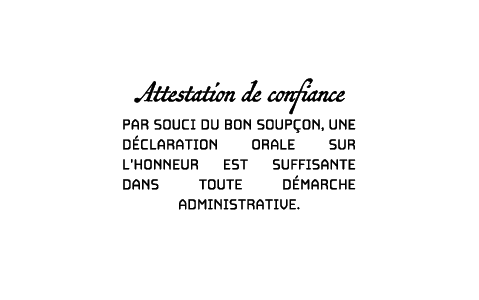 Attestation de confiance
PAR SOUCI DU BON SOUPÇON, UNE
DÉCLARATION ORALE SUR
L'HONNEUR EST SUFFISANTE
DANS TOUTE DÉMARCHE
ADMINISTRATIVE.